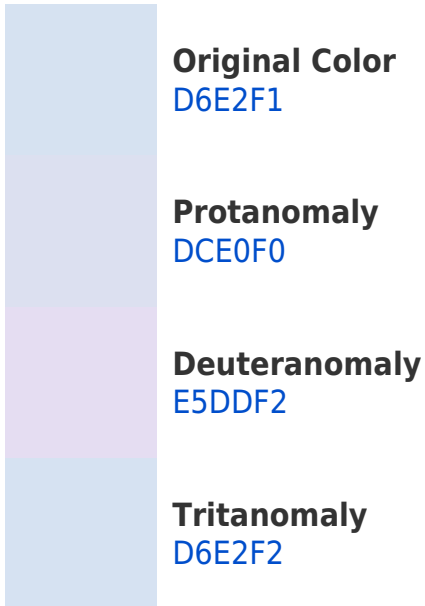 Original Color
D6E2F1
Protanomaly
DCE0F0
Deuteranomaly
E5DDF2
Tritanomaly
D6E2F2